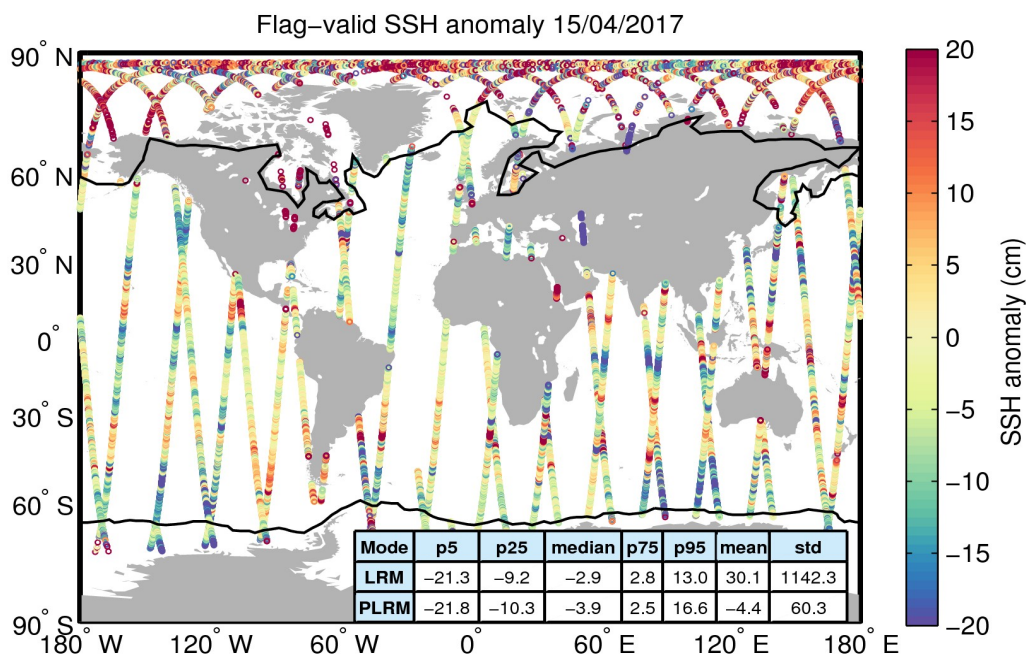 Flag−valid SSH anomaly 15/04/2017
90° N
60° N
30° N
0°
30° S
60° S
90° S
180° W
120° W
60° W
0°
60° E
120° E
180° E
20
15
10
5
0
−5
−10
−15
−20
SSH anomaly (cm)
Mode p5 p25 median p75 p95 mean std
LRM −21.3 −9.2 −2.9 2.8 13.0 30.1 1142.3
PLRM −21.8 −10.3 −3.9 2.5 16.6 −4.4 60.3